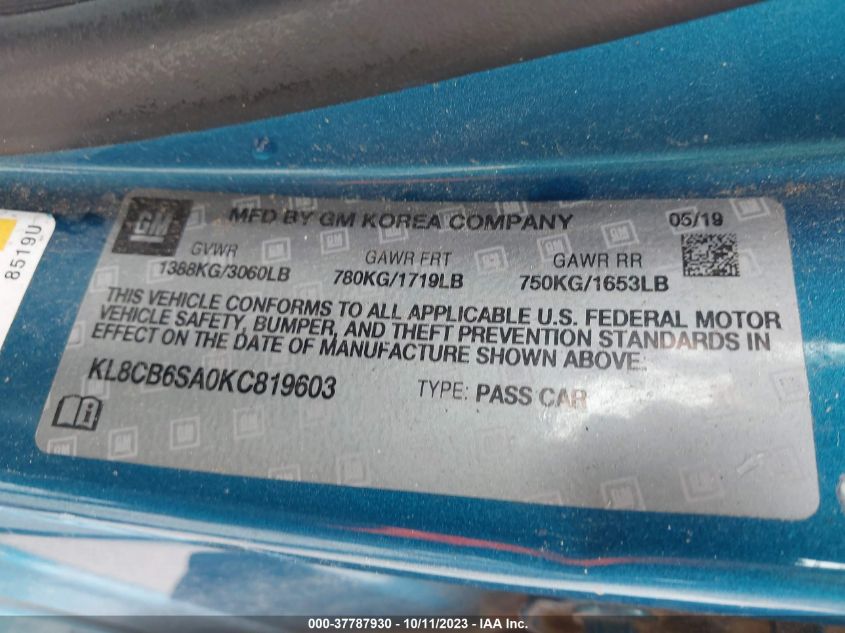 GM MFD BY GM KOREA COMPANY 05/19
GVWR GAWR FRT GAWR RR
1388KG/3060LB 780KG/1719LB 750KG/1653LB
THIS VEHICLE CONFORMS TO ALL APPLICABLE U.S. FEDERAL MOTOR
VEHICLE SAFETY, BUMPER, AND THEFT PREVENTION STANDARDS IN
EFFECT ON THE DATE OF MANUFACTURE SHOWN ABOVE.
KL8CB6SA0KC819603 TYPE: PASS CAR
8519U
000-37787930 - 10/11/2023 - IAA Inc.